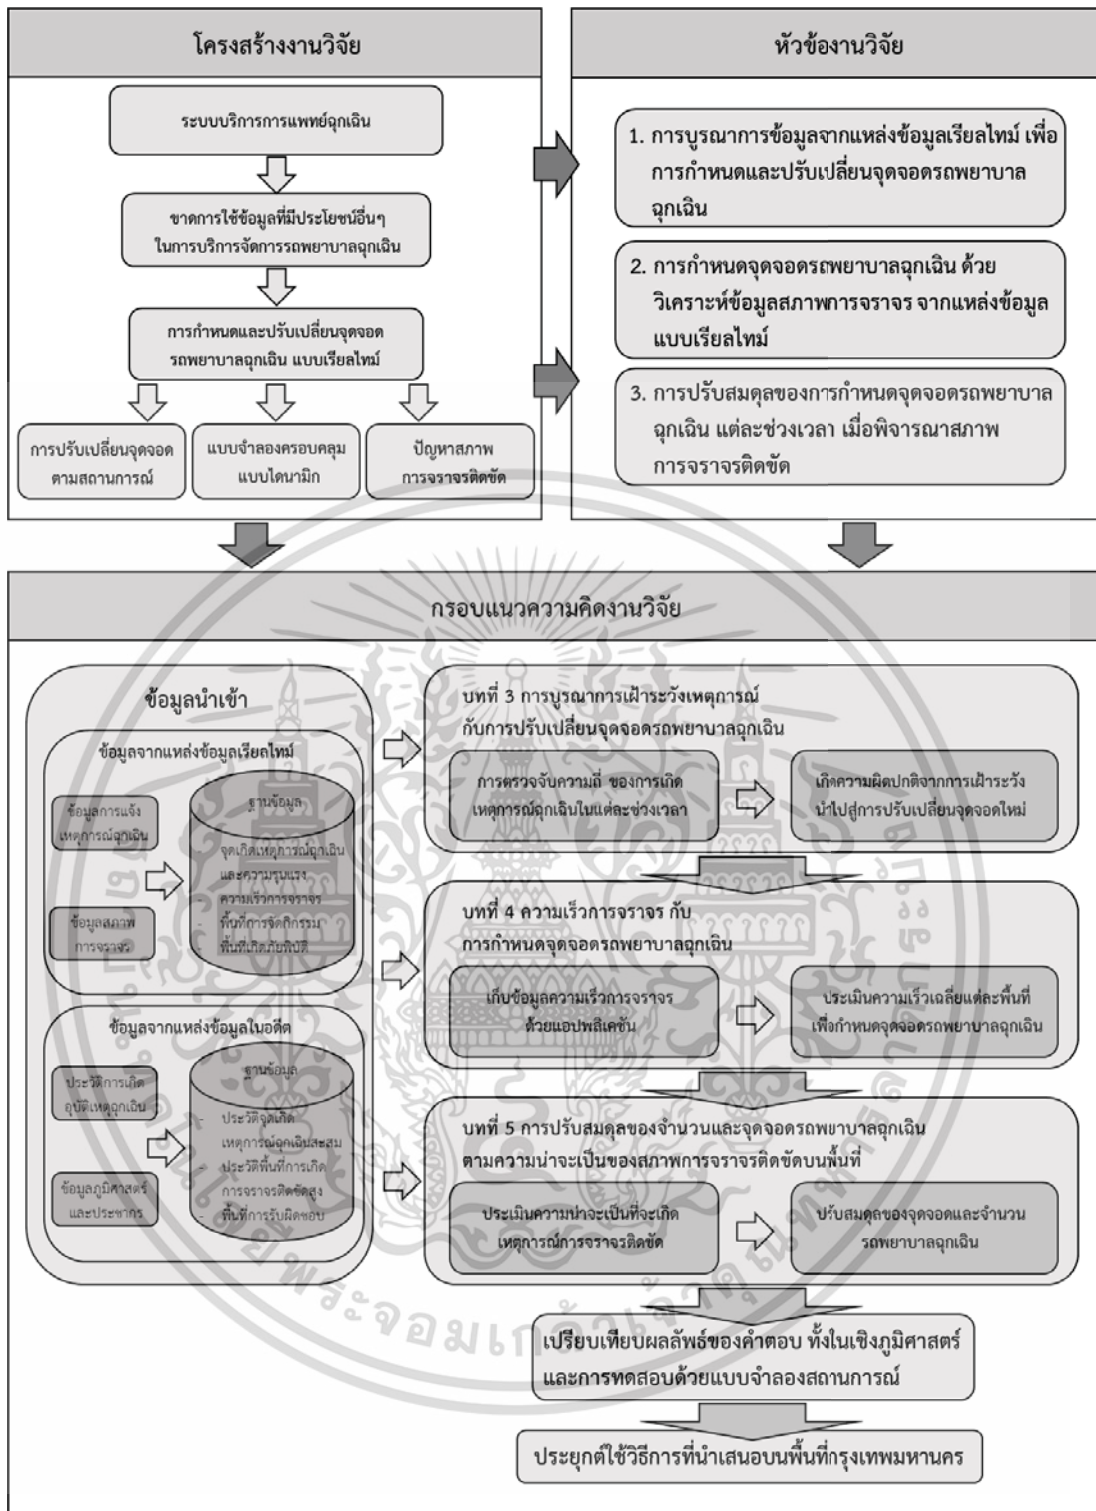 โครงสร้างงานวิจัย
ระบบบริการการแพทย์ฉุกเฉิน
ขาดการใช้ข้อมูลที่มีประโยชน์อื่นๆ
ในการบริการจัดการรถพยาบาลฉุกเฉิน
การกำหนดและปรับเปลี่ยนจุดจอด
รถพยาบาลฉุกเฉิน แบบเรียลไทม์
การปรับเปลี่ยนจุดจอด
ตามสถานการณ์
แบบจำลองครอบคลุม
แบบไดนามิก
ปัญหาสภาพ
การจราจรติดขัด
หัวข้องานวิจัย
1. การบูรณาการข้อมูลจากแหล่งข้อมูลเรียลไทม์ เพื่อ
การกำหนดและปรับเปลี่ยนจุดจอดรถพยาบาล
ฉุกเฉิน
2. การกำหนดจุดจอดรถพยาบาลฉุกเฉิน ด้วย
วิเคราะห์ข้อมูลสภาพการจราจร จากแหล่งข้อมูล
แบบเรียลไทม์
3. การปรับสมดุลของการกำหนดจุดจอดรถพยาบาล
ฉุกเฉิน แต่ละช่วงเวลา เมื่อพิจารณาสภาพ
การจราจรติดขัด
กรอบแนวความคิดงานวิจัย
ข้อมูลนำเข้า
ข้อมูลจากแหล่งข้อมูลเรียลไทม์
ข้อมูลการแจ้ง
เหตุการณ์ฉุกเฉิน
ข้อมูลสภาพ
การจราจร
ฐานข้อมูล
- จุดเกิดเหตุการณ์ฉุกเฉิน
และความรุนแรง
- ความเร็วการจราจร
- พื้นที่การจัดกิจกรรม
- พื้นที่เกิดภัยพิบัติ
ข้อมูลจากแหล่งข้อมูลในอดีต
ประวัติการเกิด
อุบัติเหตุฉุกเฉิน
ข้อมูลภูมิศาสตร์
และประชากร
ฐานข้อมูล
- ประวัติจุดเกิด
เหตุการณ์ฉุกเฉินสะสม
- ประวัติพื้นที่การเกิด
การจราจรติดขัดสูง
- พื้นที่การรับผิดชอบ
บทที่ 3 การบูรณาการเฝ้าระวังเหตุการณ์
กับการปรับเปลี่ยนจุดจอดรถพยาบาลฉุกเฉิน
การตรวจจับความถี่ ของการเกิด
เหตุการณ์ฉุกเฉินในแต่ละช่วงเวลา
เกิดความผิดปกติจากการเฝ้าระวัง
นำไปสู่การปรับเปลี่ยนจุดจอดใหม่
บทที่ 4 ความเร็วการจราจร กับ
การกำหนดจุดจอดรถพยาบาลฉุกเฉิน
เก็บข้อมูลความเร็วการจราจร
ด้วยแอปพลิเคชัน
ประเมินความเร็วเฉลี่ยแต่ละพื้นที่
เพื่อกำหนดจุดจอดรถพยาบาลฉุกเฉิน
บทที่ 5 การปรับสมดุลของจำนวนและจุดจอดรถพยาบาลฉุกเฉิน
ตามความน่าจะเป็นของสภาพการจราจรติดขัดบนพื้นที่
ประเมินความน่าจะเป็นที่จะเกิด
เหตุการณ์การจราจรติดขัด
ปรับสมดุลของจุดจอดและจำนวน
รถพยาบาลฉุกเฉิน
เปรียบเทียบผลลัพธ์ของคำตอบ ทั้งในเชิงภูมิศาสตร์
และการทดสอบด้วยแบบจำลองสถานการณ์
ประยุกต์ใช้วิธีการที่นำเสนอบนพื้นที่กรุงเทพมหานคร